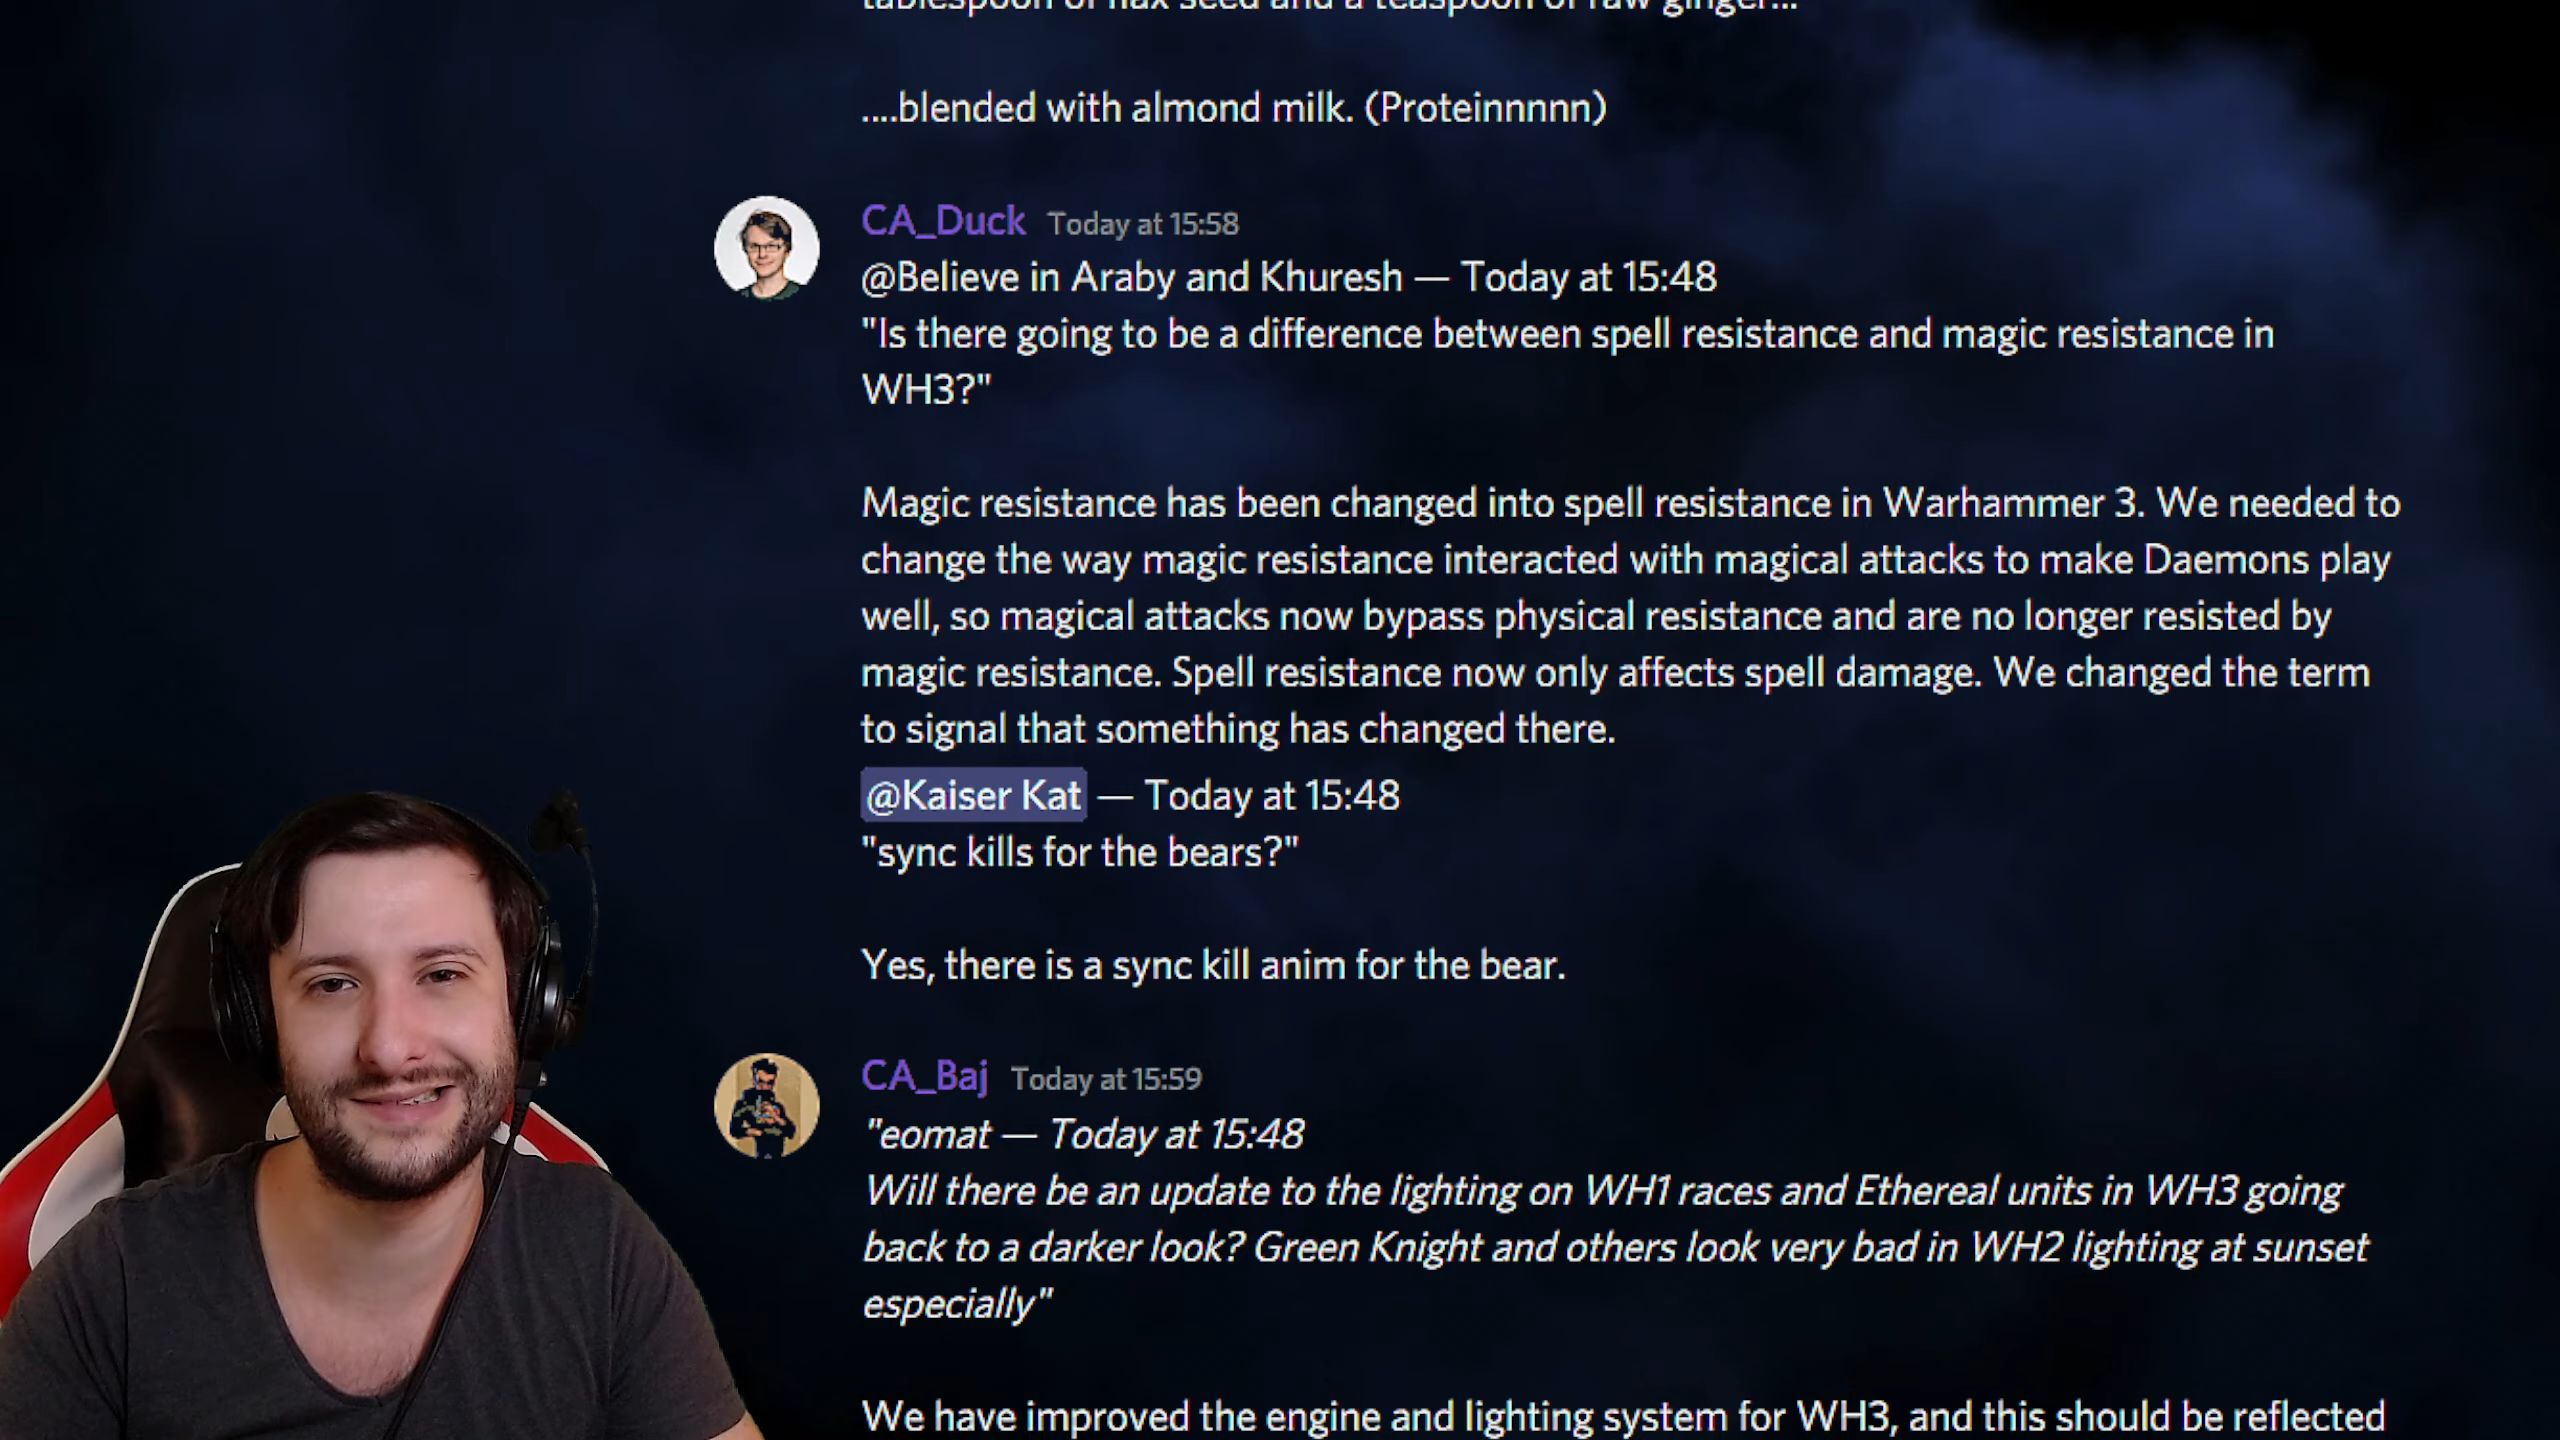 tablespoon of flax seed and a teaspoon of raw ginger...
....blended with almond milk. (Proteinnnnn)
CA_Duck Today at 15:58
@Believe in Araby and Khuresh — Today at 15:48
"Is there going to be a difference between spell resistance and magic resistance in
WH3?"
Magic resistance has been changed into spell resistance in Warhammer 3. We needed to
change the way magic resistance interacted with magical attacks to make Daemons play
well, so magical attacks now bypass physical resistance and are no longer resisted by
magic resistance. Spell resistance now only affects spell damage. We changed the term
to signal that something has changed there.
@Kaiser Kat — Today at 15:48
"sync kills for the bears?"
Yes, there is a sync kill anim for the bear.
CA_Baj Today at 15:59
"eomat — Today at 15:48
Will there be an update to the lighting on WH1 races and Ethereal units in WH3 going
back to a darker look? Green Knight and others look very bad in WH2 lighting at sunset
especially"
We have improved the engine and lighting system for WH3, and this should be reflected